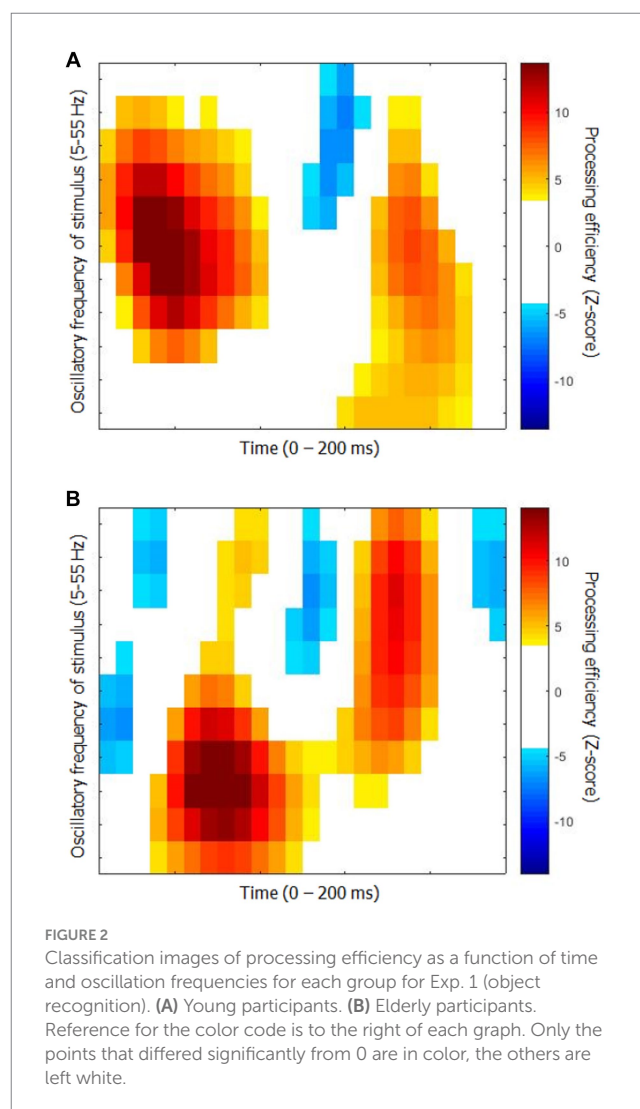 A
Oscillatory frequency of stimulus (5-55 Hz)
Time (0 – 200 ms)
10
5
0
-5
-10
Processing efficiency (Z-score)
B
Oscillatory frequency of stimulus (5-55 Hz)
Time (0 – 200 ms)
10
5
0
-5
-10
Processing efficiency (Z-score)
FIGURE 2
Classification images of processing efficiency as a function of time
and oscillation frequencies for each group for Exp. 1 (object
recognition). (A) Young participants. (B) Elderly participants.
Reference for the color code is to the right of each graph. Only the
points that differed significantly from 0 are in color, the others are
left white.